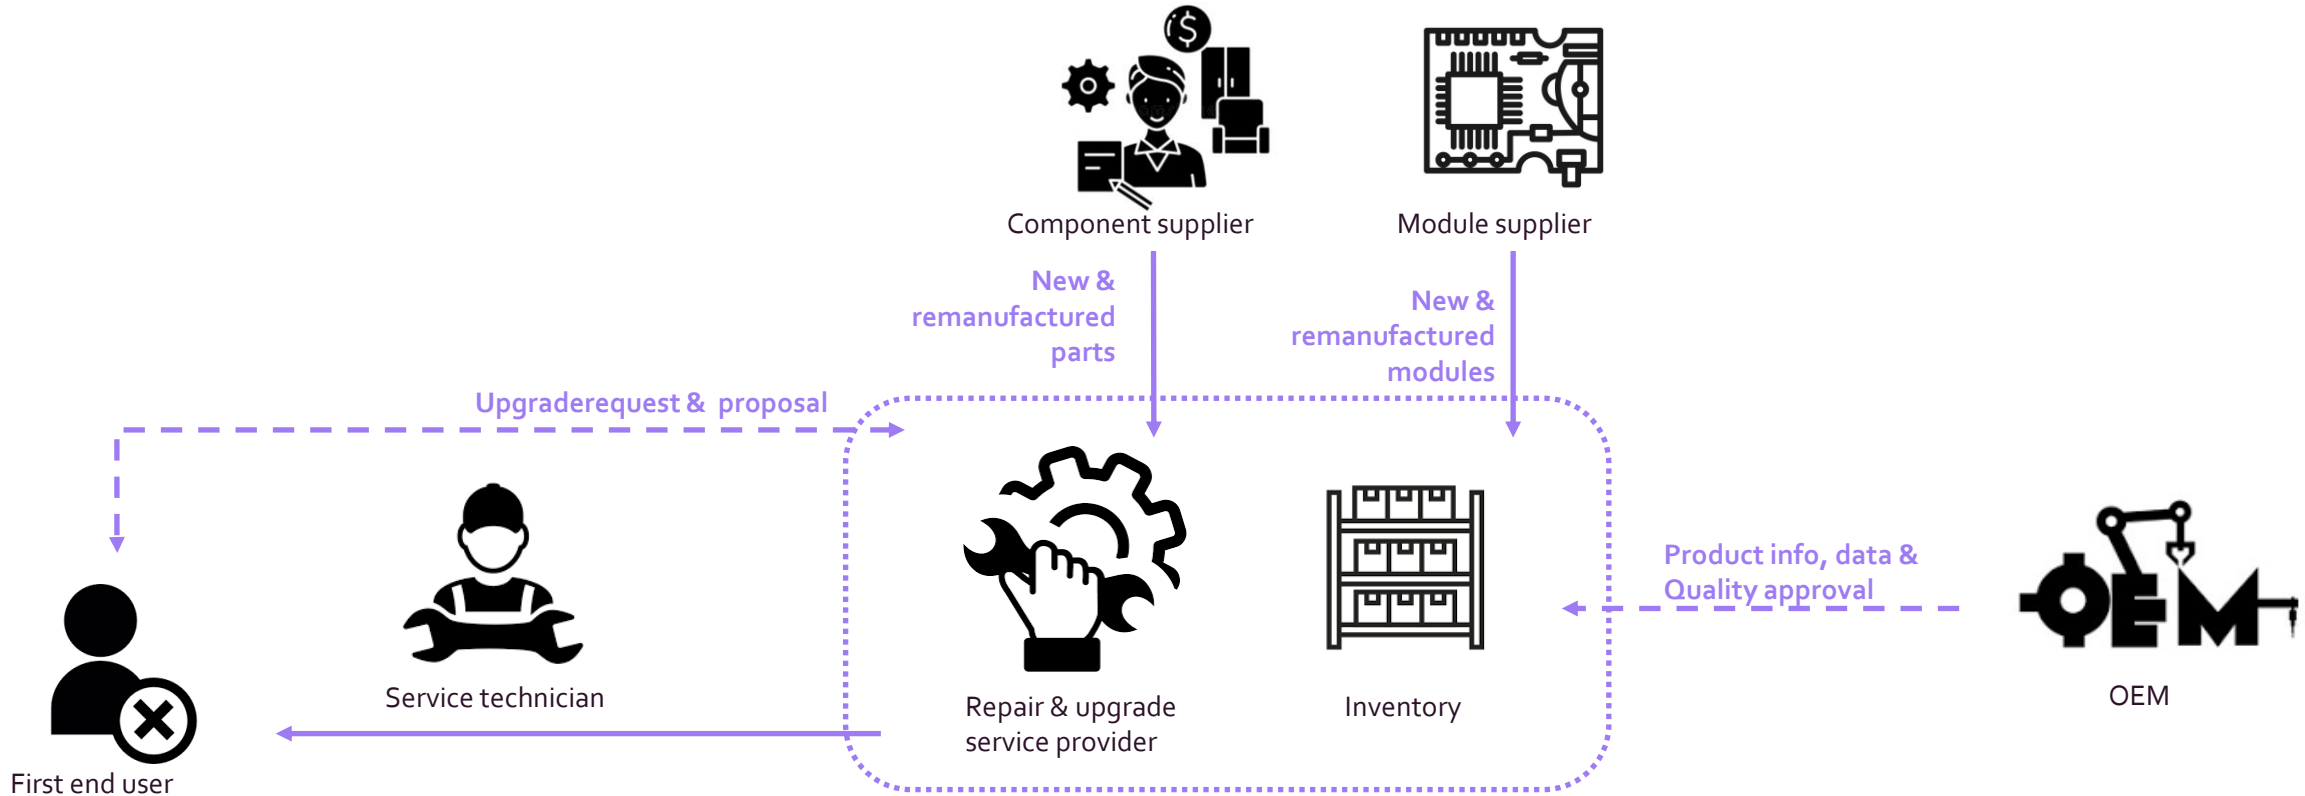 Component supplier
Module supplier
New &
remanufactured
parts
New &
remanufactured
modules
Upgraderequest & proposal
Product info, data &
Quality approval
OEM
Service technician
Repair & upgrade
service provider
Inventory
OEM
First end user